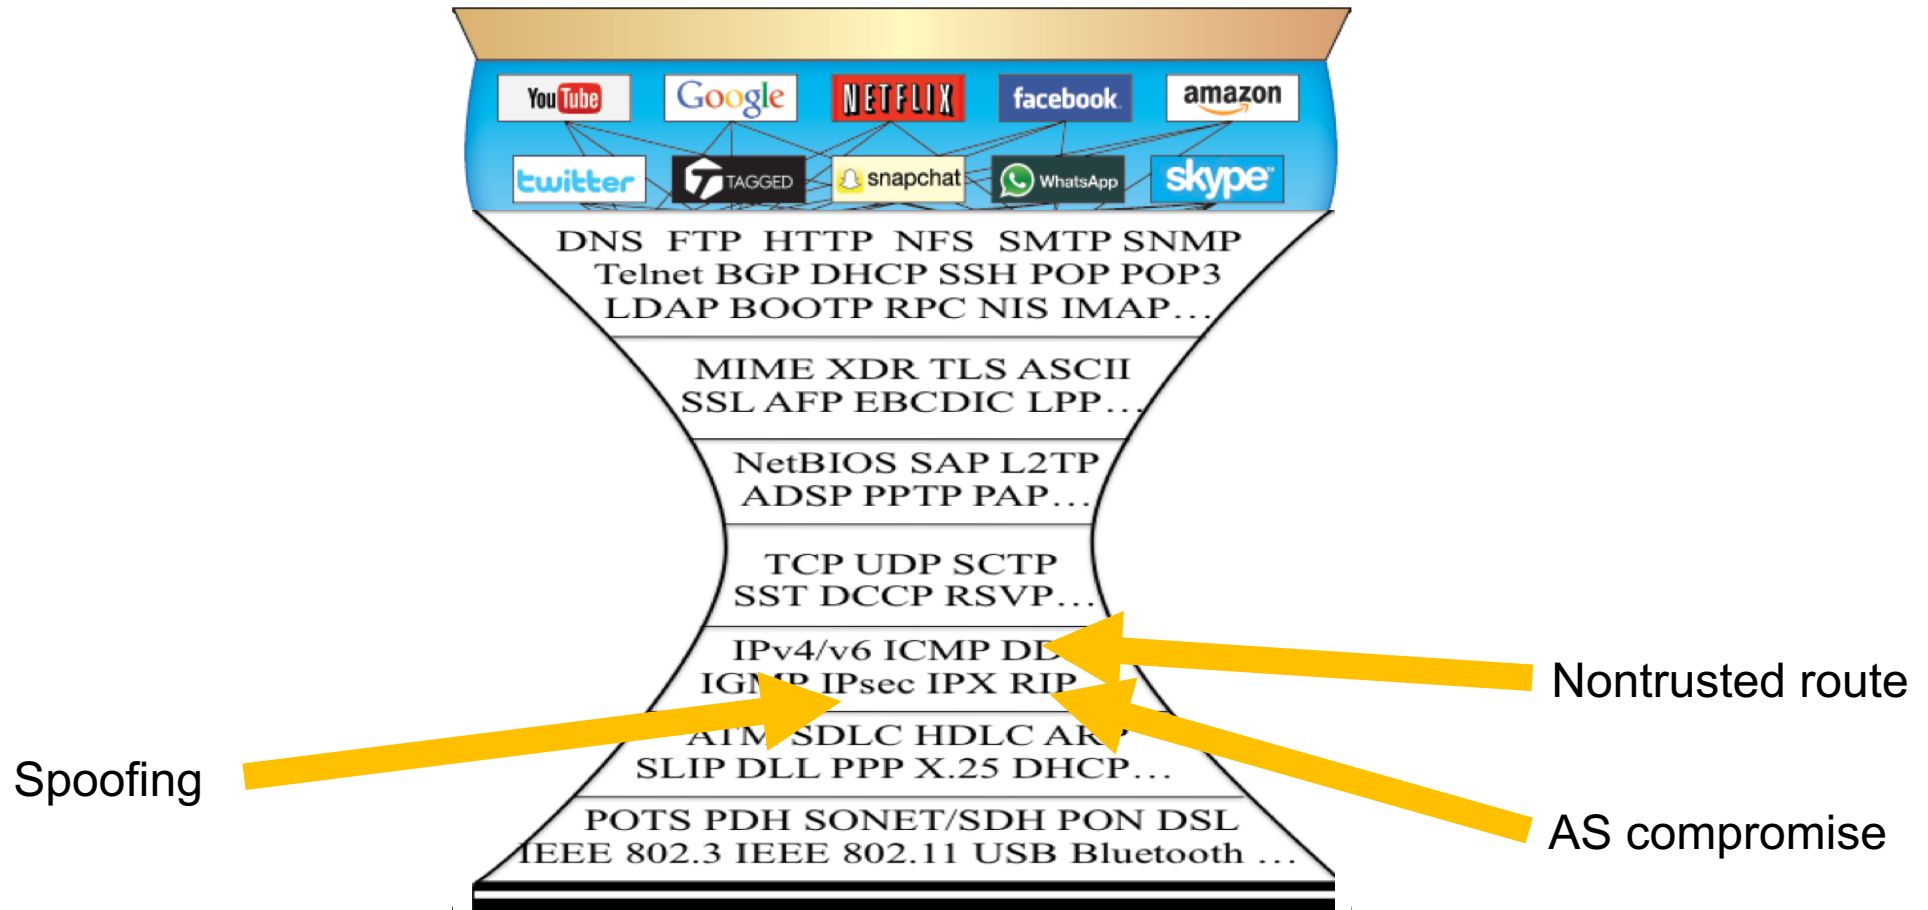 YouTube Google NETFLIX facebook. amazon
twitter TAGGED snapchat WhatsApp skype
DNS FTP HTTP NFS SMTP SNMP
Telnet BGP DHCP SSH POP POP3
LDAP BOOTP RPC NIS IMAP...
MIME XDR TLS ASCII
SSL AFP EBCDIC LPP...
NetBIOS SAP L2TP
ADSP PPTP PAP...
TCP UDP SCTP
SST DCCP RSVP...
IPv4/v6 ICMP
IPsec IPX RIP
Nontrusted route
ATM SDLC HDLC ARP
SLIP DLL PPP X.25 DHCP...
Spoofing
POTS PDH SONET/SDH PON DSL
AS compromise
IEEE 802.3 IEEE 802.11 USB Bluetooth ...